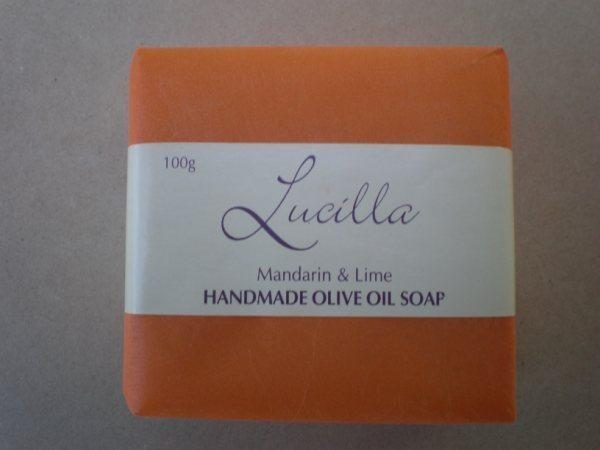 100g
Lucilla
Mandarin & Lime
HANDMADE OLIVE OIL SOAP